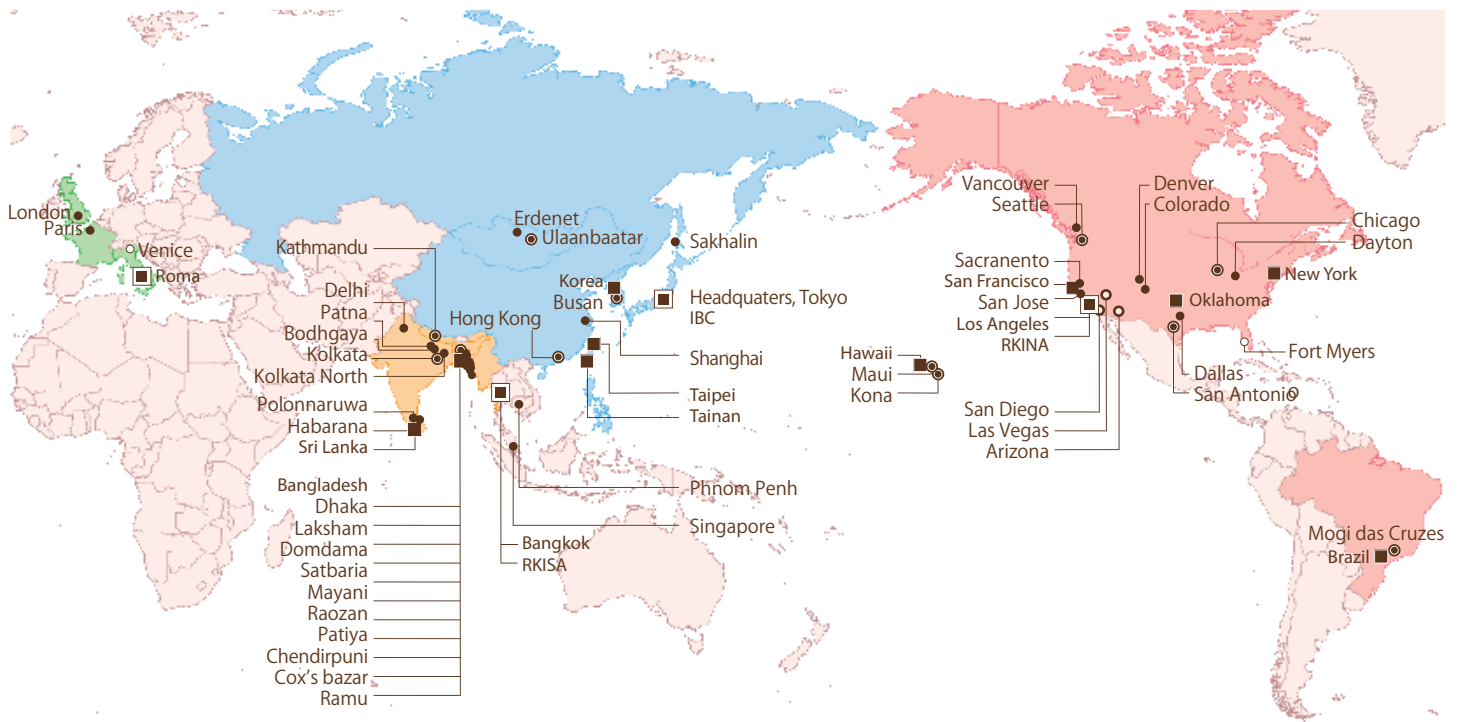 London
Paris
Venice
Roma
Kathmandu
Delhi
Patna
Bodhgaya
Kolkata
Kolkata North
Polonnaruwa
Habarana
Sri Lanka
Bangladesh
Dhaka
Laksham
Domdama
Satbaria
Mayani
Raozan
Patiya
Chendirpuni
Cox's bazar
Ramu
Erdenet
Ulaanbaatar
Sakhalin
Korea
Busan
Hong Kong
Headquaters, Tokyo
IBC
Shanghai
Taipei
Tainan
Phnom Penh
Singapore
Bangkok
RKISA
Hawaii
Maui
Kona
Vancouver
Seattle
Sacranento
San Francisco
San Jose
Los Angeles
RKINA
San Diego
Las Vegas
Arizona
Denver
Colorado
Chicago
Dayton
New York
Oklahoma
Fort Myers
Dallas
San Antonio
Mogi das Cruzes
Brazil